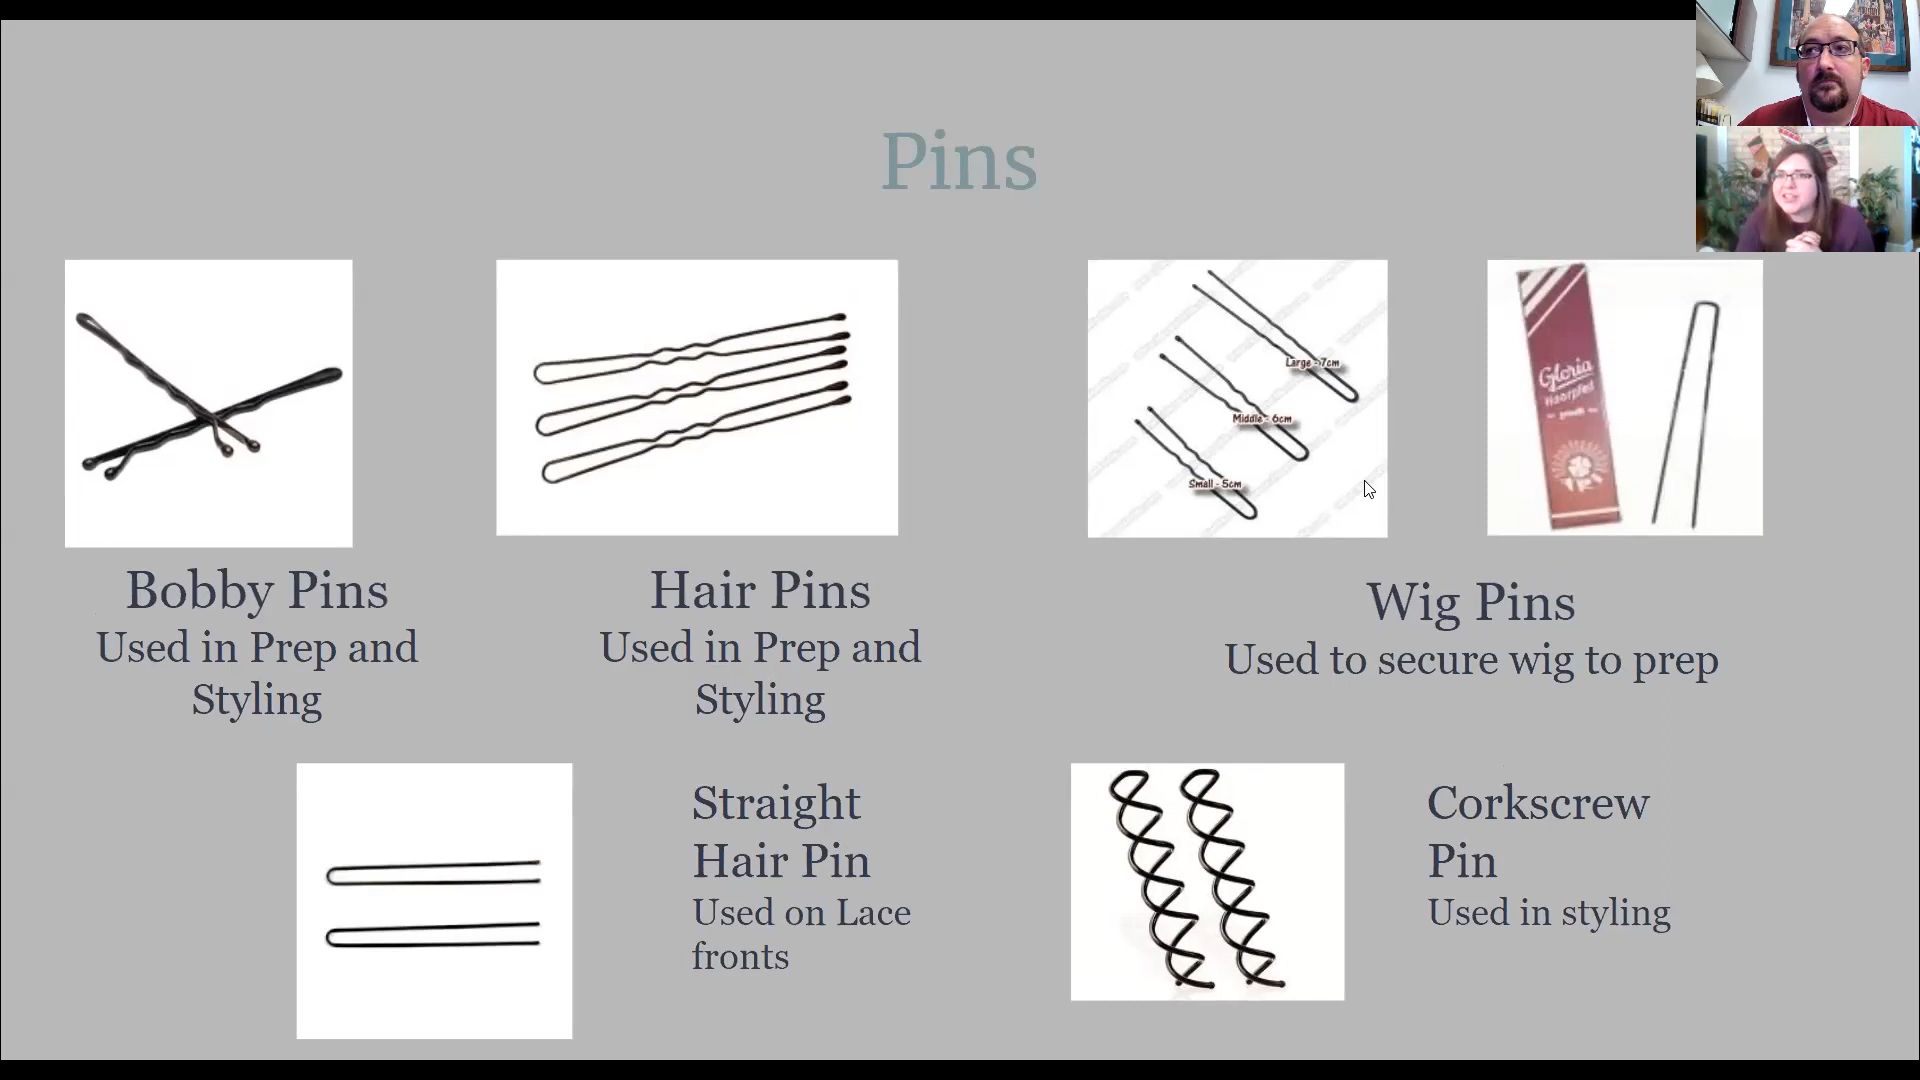 Pins
Large - 7cm
Middle - 6cm
Small - 5cm
Gloria
Haarpfeil
Bobby Pins
Used in Prep and
Styling
Hair Pins
Used in Prep and
Styling
Wig Pins
Used to secure wig to prep
Straight
Hair Pin
Used on Lace
fronts
Corkscrew
Pin
Used in styling